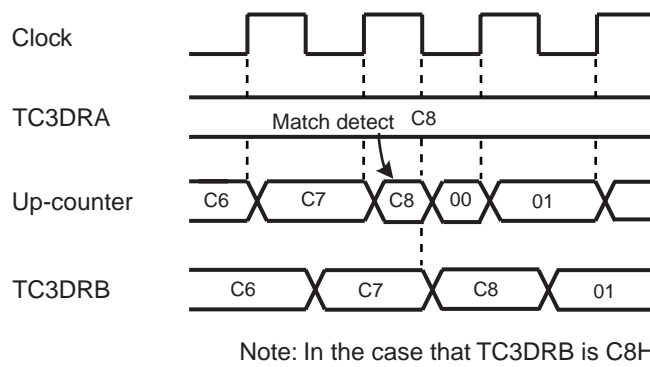 Clock
TC3DRA
Match detect C8
Up-counter C6 C7 C8 00 01
TC3DRB C6 C7 C8 01
Note: In the case that TC3DRB is C8H